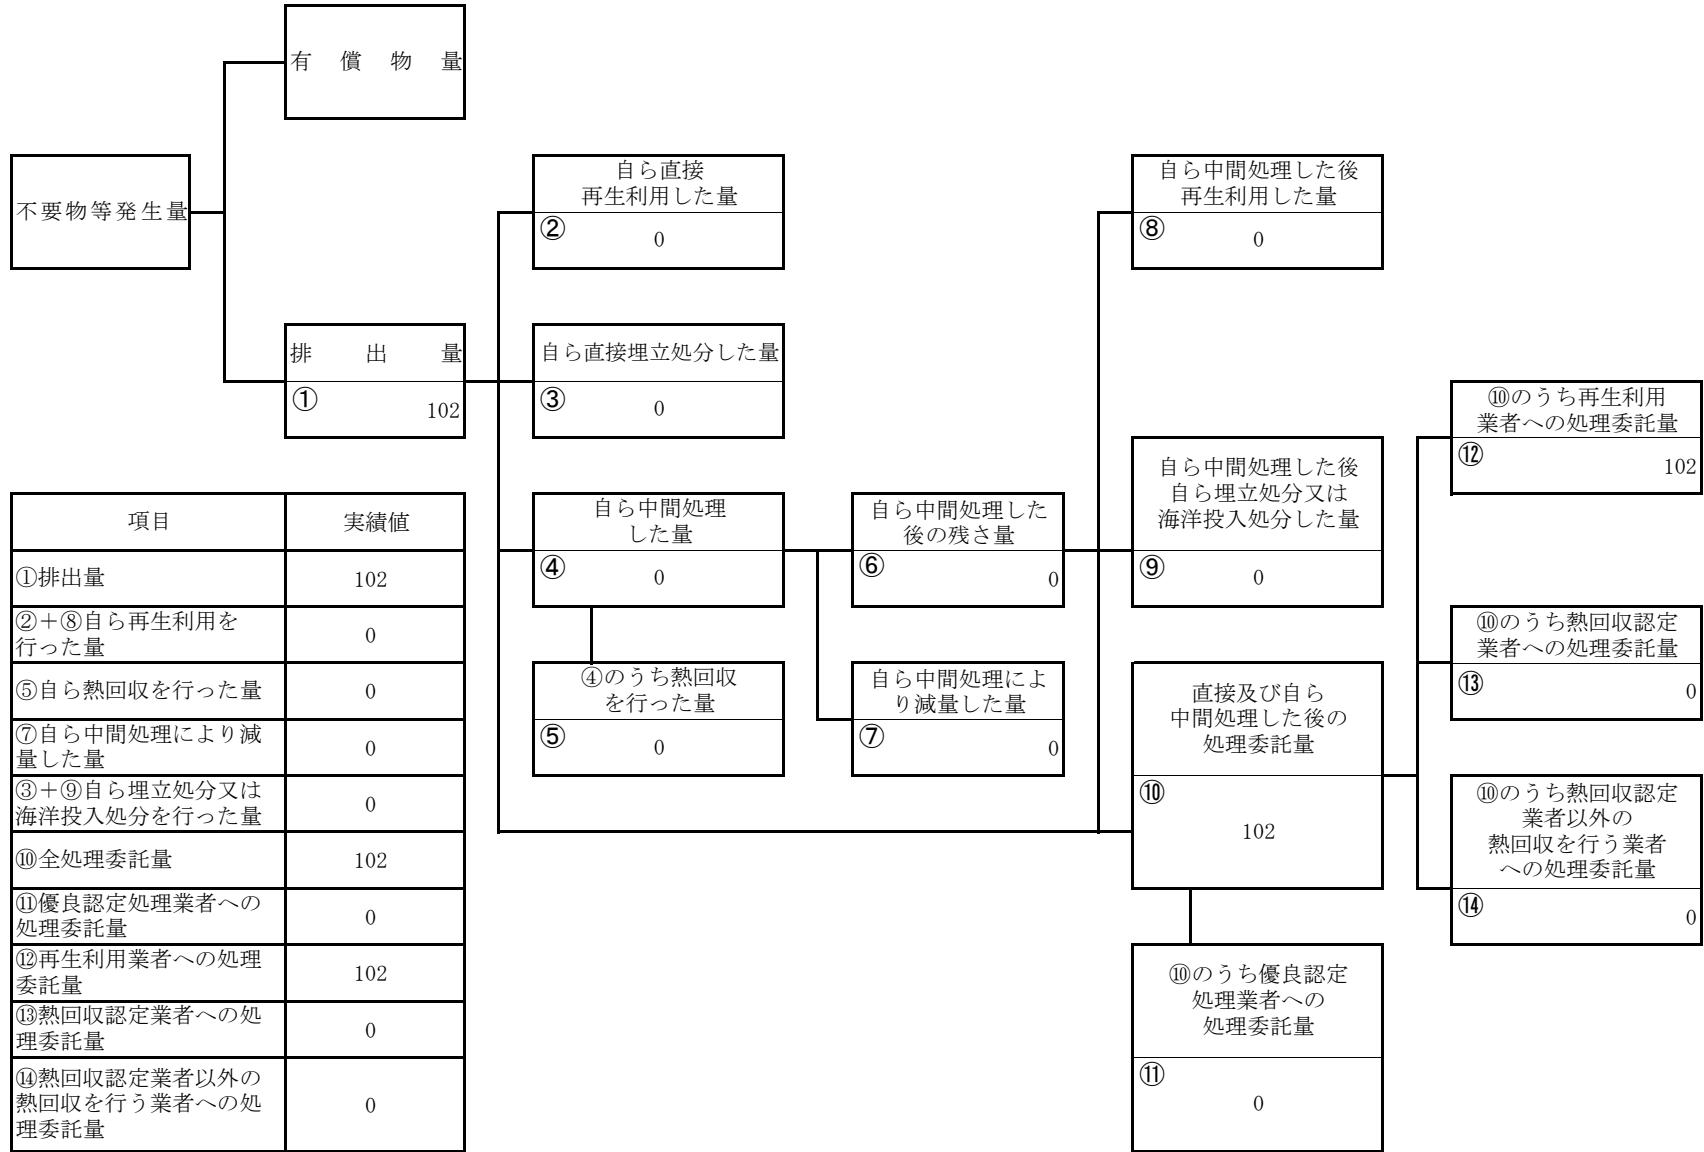 有償物量
不要物等発生量
自ら直接
再生利用した量
②
0
自ら中間処理した後
再生利用した量
⑧
0
排出量
①
102
自ら直接埋立処分した量
③
0
⑩のうち再生利用
業者への処理委託量
⑫
102
自ら中間処理した後
自ら埋立処分又は
海洋投入処分した量
⑨
0
自ら中間処理
した量
④
0
自ら中間処理した
後の残さ量
⑥
0
⑩のうち熱回収認定
業者への処理委託量
⑬
0
④のうち熱回収
を行った量
⑤
0
自ら中間処理によ
り減量した量
⑦
0
直接及び自ら
中間処理した後の
処理委託量
⑩
102
⑩のうち熱回収認定
業者以外の
熱回収を行う業者
への処理委託量
⑭
0
⑩のうち優良認定
処理業者への
処理委託量
⑪
0
項目 実績値
①排出量 102
②+⑧自ら再生利用を
行った量 0
⑤自ら熱回収を行った量 0
⑦自ら中間処理により減
量した量 0
③+⑨自ら埋立処分又は
海洋投入処分を行った量 0
⑩全処理委託量 102
⑪優良認定処理業者への
処理委託量 0
⑫再生利用業者への処理
委託量 102
⑬熱回収認定業者への処
理委託量 0
⑭熱回収認定業者以外の
熱回収を行う業者への処
理委託量 0